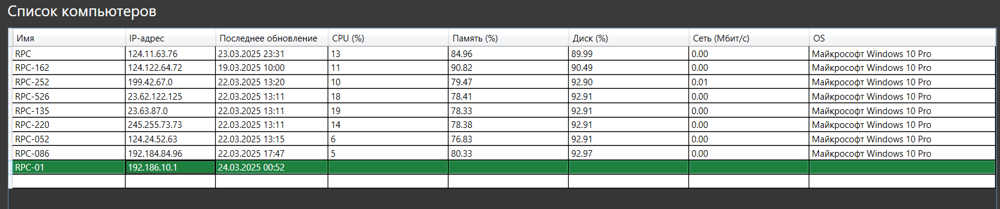 Список компьютеров
Имя IP-адрес Последнее обновление CPU (%) Память (%) Диск (%) Сеть (Мбит/с) OS
RPC 124.11.63.76 23.03.2025 23:31 13 84.96 89.99 0.00 Майкрософт Windows 10 Pro
RPC-162 124.122.64.72 19.03.2025 10:00 11 90.82 90.49 0.00 Майкрософт Windows 10 Pro
RPC-252 199.42.67.0 22.03.2025 13:20 10 79.47 92.90 0.01 Майкрософт Windows 10 Pro
RPC-526 23.62.122.125 22.03.2025 13:11 18 78.41 92.91 0.00 Майкрософт Windows 10 Pro
RPC-135 23.63.87.0 22.03.2025 13:11 19 78.33 92.91 0.00 Майкрософт Windows 10 Pro
RPC-220 245.255.73.73 22.03.2025 13:11 14 78.38 92.91 0.00 Майкрософт Windows 10 Pro
RPC-052 124.24.52.63 22.03.2025 13:15 6 76.83 92.91 0.00 Майкрософт Windows 10 Pro
RPC-086 192.184.84.96 22.03.2025 17:47 5 80.33 92.97 0.00 Майкрософт Windows 10 Pro
RPC-01 192.186.10.1 24.03.2025 00:52